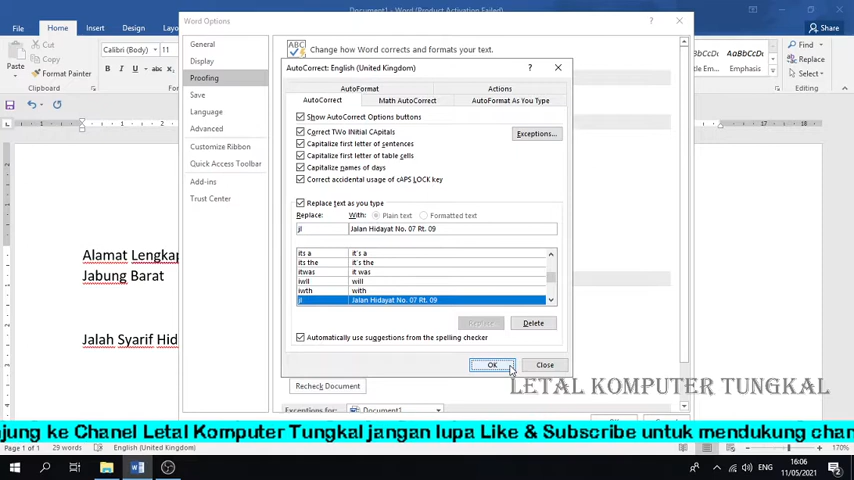 Document1 - Word (Product Activation Failed)
File Home Insert Design
Share
Cut
Copy
Format Painter
Paste
Calibri (Body) 11
B I U abc
AaBbCc AaBbCc
Title Emphasis
Find
Replace
Select
Word Options
General
Display
Proofing
Save
Language
Advanced
Customize Ribbon
Quick Access Toolbar
Add-ins
Trust Center
ABC Change how Word corrects and formats your text.
AutoCorrect: English (United Kingdom)
AutoFormat Actions
AutoCorrect Math AutoCorrect AutoFormat As You Type
Show AutoCorrect Options buttons
Correct TWo INitial CApitals
Exceptions...
Capitalize first letter of sentences
Capitalize first letter of table cells
Capitalize names of days
Correct accidental usage of cAPS LOCK key
Replace text as you type
Replace: With: Plain text Formatted text
jl Jalan Hidayat No. 07 Rt. 09
its a it's a
its the it's the
itwas it was
iwll will
iwth with
jl Jalan Hidayat No. 07 Rt. 09
Replace Delete
Automatically use suggestions from the spelling checker
OK Close
Recheck Document
Exceptions for: Document1
Alamat Lengkap
Jabung Barat
Jalah Syarif Hid
LETAL KOMPUTER TUNGKAL
njung ke Chanel Letal Komputer Tungkal jangan lupa Like & Subscribe untuk mendukung chan
Page 1 of 1 29 words English (United Kingdom) 170%
ENG 16:06
11/05/2021